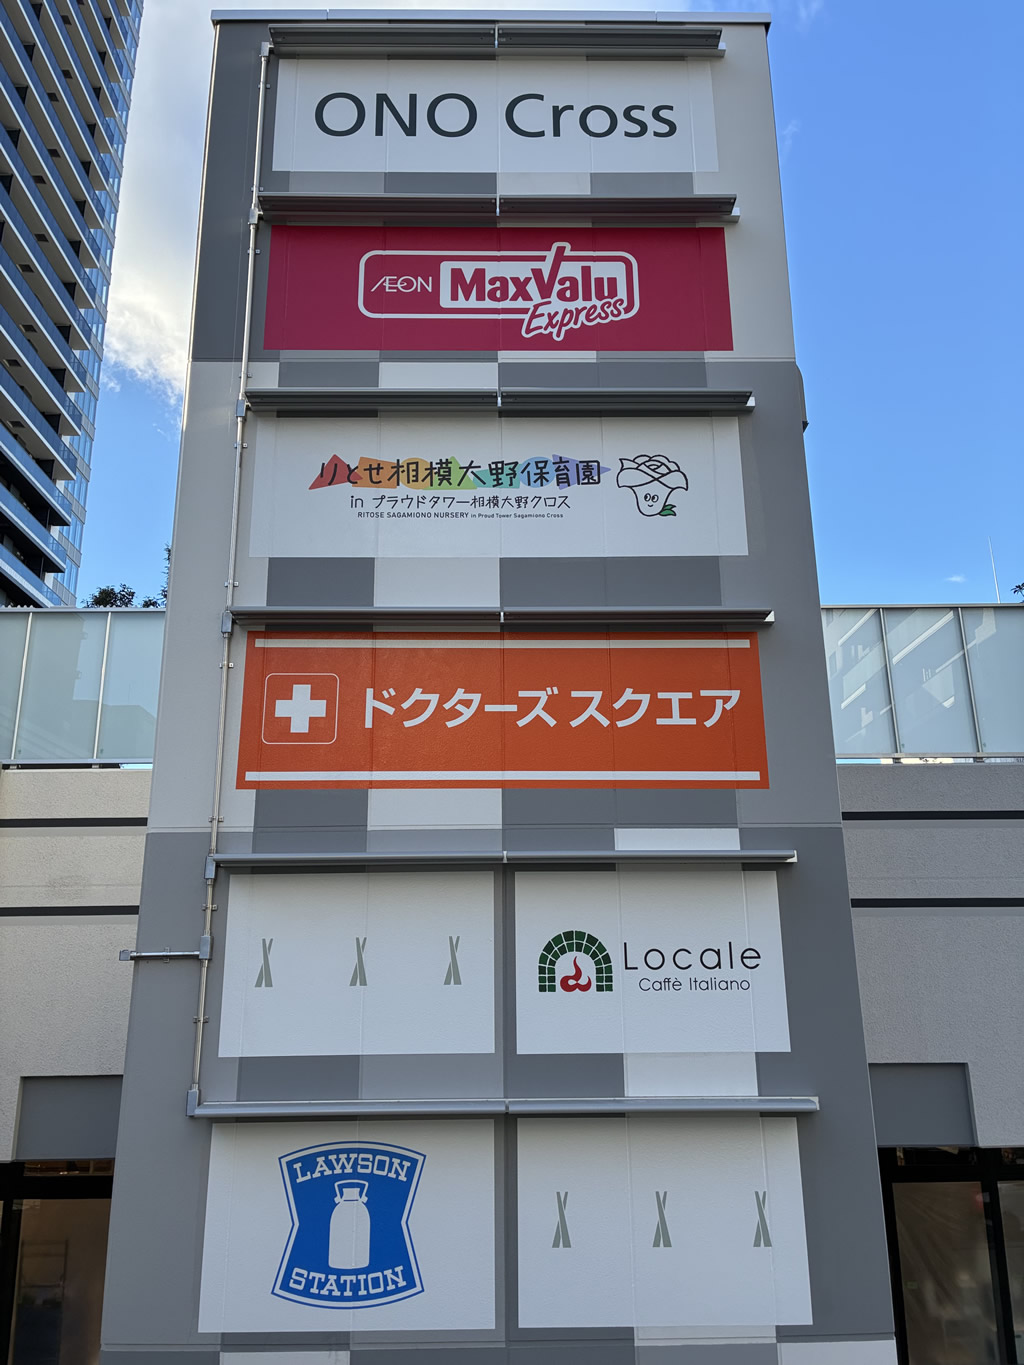 ONO Cross
ÆON MaxValu
Express
りとせ相模大野保育園
in プラウドタワー相模大野クロス
RITOSE SAGAMIONO NURSERY in Proud Tower Sagamiono Cross
ドクターズ スクエア
Locale
Caffè Italiano
LAWSON
STATION